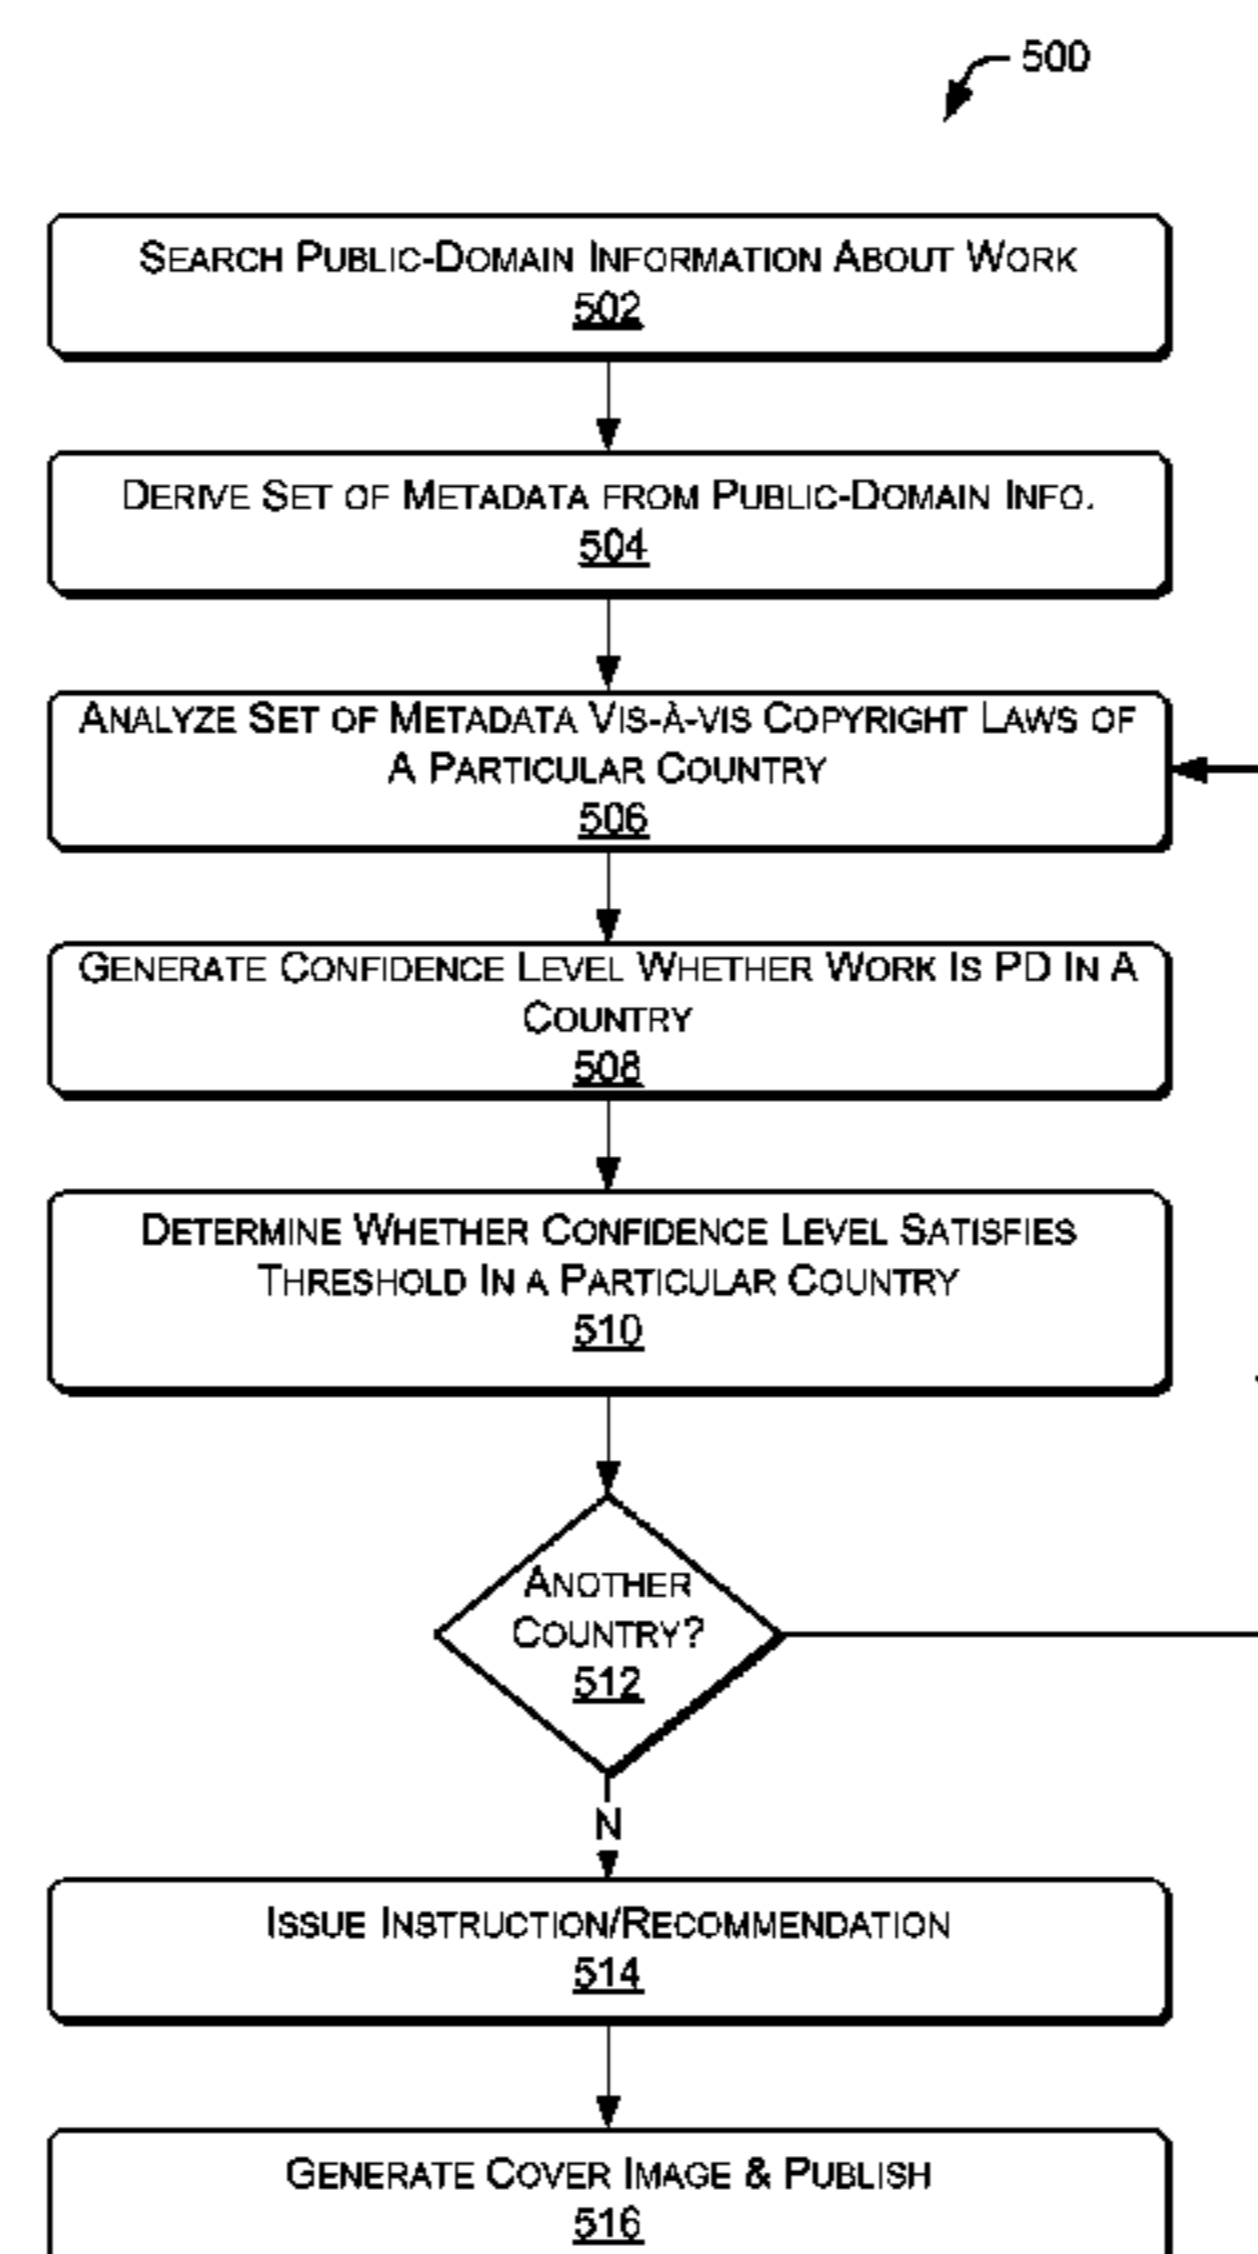 500
SEARCH PUBLIC-DOMAIN INFORMATION ABOUT WORK
502
DERIVE SET OF METADATA FROM PUBLIC-DOMAIN INFO.
504
ANALYZE SET OF METADATA VIS-À-VIS COPYRIGHT LAWS OF
A PARTICULAR COUNTRY
506
GENERATE CONFIDENCE LEVEL WHETHER WORK IS PD IN A
COUNTRY
508
DETERMINE WHETHER CONFIDENCE LEVEL SATISFIES
THRESHOLD IN A PARTICULAR COUNTRY
510
ANOTHER
COUNTRY?
512
N
ISSUE INSTRUCTION/RECOMMENDATION
514
GENERATE COVER IMAGE & PUBLISH
516